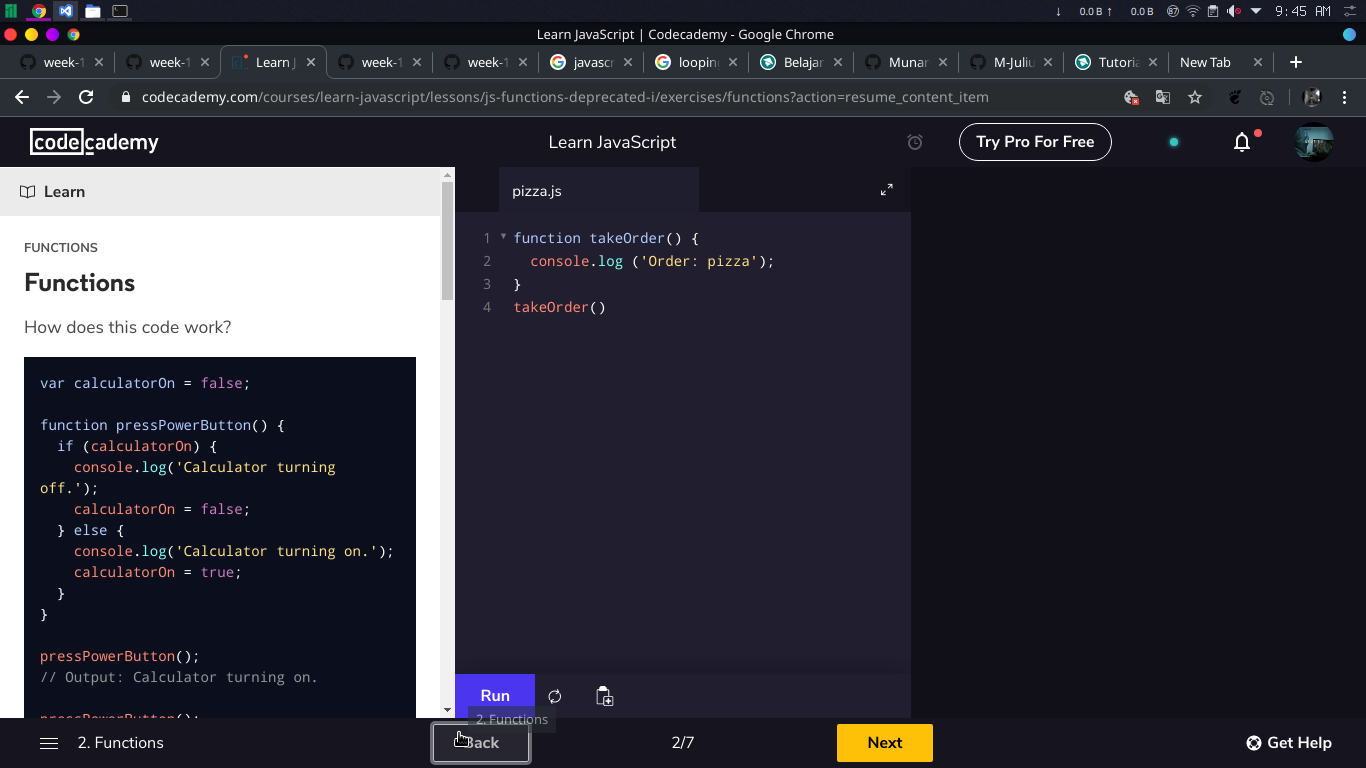 0.0 B ↑ 0.0 B 9:45 AM
Learn JavaScript | Codecademy - Google Chrome
week-1 week-1 Learn J week-1 week-1 javascr looping Belajar Munar M-Juliu Tutoria New Tab
codecademy.com/courses/learn-javascript/lessons/js-functions-deprecated-i/exercises/functions?action=resume_content_item
codecademy Learn JavaScript Try Pro For Free
Learn
FUNCTIONS
Functions
How does this code work?
var calculatorOn = false;
function pressPowerButton() {
if (calculatorOn) {
console.log('Calculator turning
off.');
calculatorOn = false;
} else {
console.log('Calculator turning on.');
calculatorOn = true;
}
}
pressPowerButton();
// Output: Calculator turning on.
pressPowerButton();
pizza.js
1 function takeOrder() {
2 console.log ('Order: pizza');
3 }
4 takeOrder()
Run
2. Functions
2. Functions Back 2/7 Next Get Help